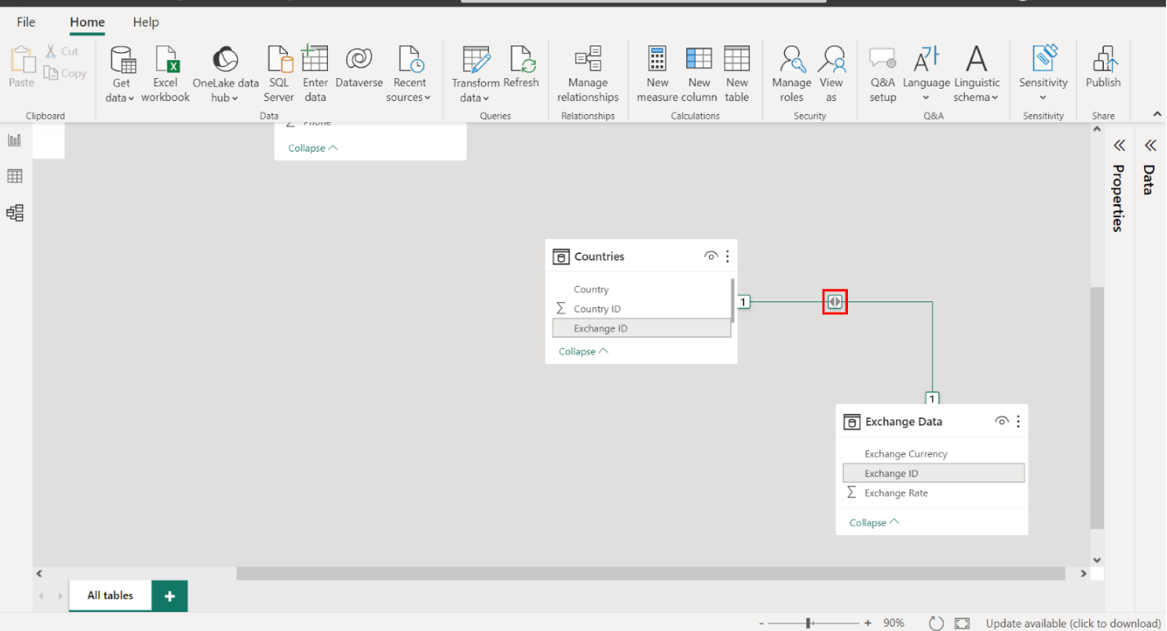 File Home Help
Paste Cut Copy
Get data Excel workbook OneLake data hub SQL Server Enter data Dataverse Recent sources
Transform data Refresh
Manage relationships
New measure New column New table
Manage roles View as
Q&A setup Language Linguistic schema
Sensitivity
Publish
Clipboard Data Queries Relationships Calculations Security Q&A Sensitivity Share
Phone
Collapse
Properties
Data
Countries
Country
Country ID
Exchange ID
Collapse
1
1
Exchange Data
Exchange Currency
Exchange ID
Exchange Rate
Collapse
All tables +
- + 90% Update available (click to download)